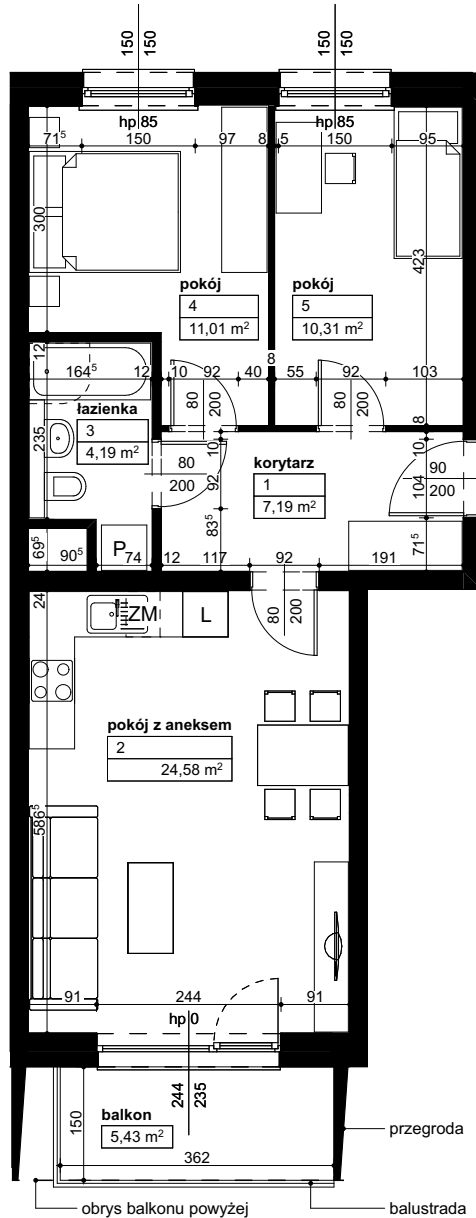 150 150
150 150
hp 85
hp 85
71⁵ 150 97 8 5 150 95
300
423
pokój
4
11,01 m²
pokój
5
10,31 m²
8
12
164⁵ 12 10 92 40 55 92 103
80 200
80 200
8
łazienka
3
4,19 m²
235
80
200
10
92
83⁵
korytarz
1
7,19 m²
10
104
90
200
71⁵
69⁵
90⁵
P
74 12 117 92 191
24
ZM
L
80 200
pokój z aneksem
2
24,58 m²
586⁵
91 244 91
hp 0
244 235
balkon
5,43 m²
150
362
przegroda
obrys balkonu powyżej
balustrada